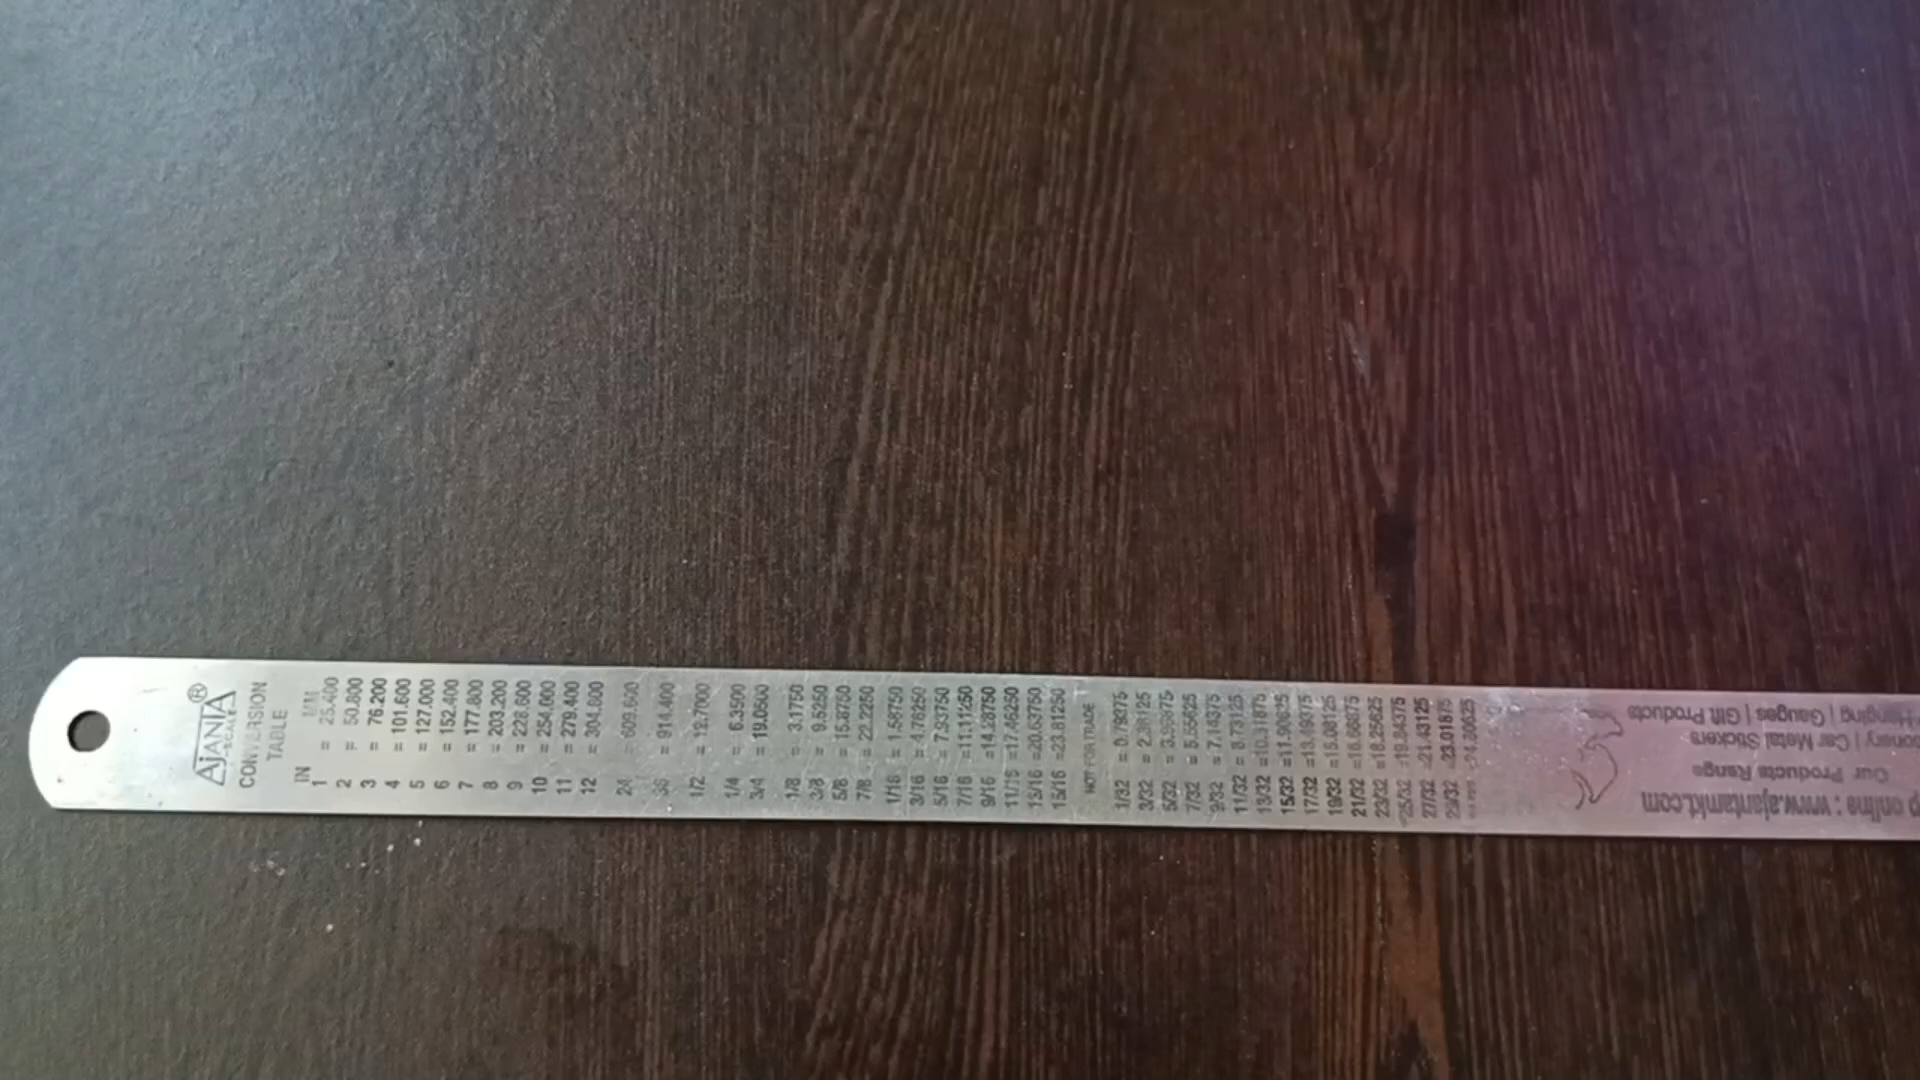 AJANTA®
SCALE
CONVERSION
TABLE
IN MM
1 = 25.400
2 = 50.800
3 = 76.200
4 = 101.600
5 = 127.000
6 = 152.400
7 = 177.800
8 = 203.200
9 = 228.600
10 = 254.000
11 = 279.400
12 = 304.800
24 = 609.600
36 = 914.400
1/2 = 12.7000
1/4 = 6.3500
3/4 = 19.0500
1/8 = 3.1750
3/8 = 9.5250
5/8 = 15.8750
7/8 = 22.2250
1/16 = 1.58750
3/16 = 4.76250
5/16 = 7.93750
7/16 =11.11250
9/16 =14.28750
11/16 =17.46250
13/16 =20.63750
15/16 =23.81250
NOT FOR TRADE
1/32 = 0.79375
3/32 = 2.38125
5/32 = 3.96875
7/32 = 5.55625
9/32 = 7.14375
11/32 = 8.73125
13/32 =10.31875
15/32 =11.90625
17/32 =13.49375
19/32 =15.08125
21/32 =16.66875
23/32 =18.25625
25/32 =19.84375
27/32 =21.43125
29/32 =23.01875
=24.60625
p online : www.ajantamkt.com
Our Products Range
Car Metal Stickers
Hanging | Gauges | Gift Products